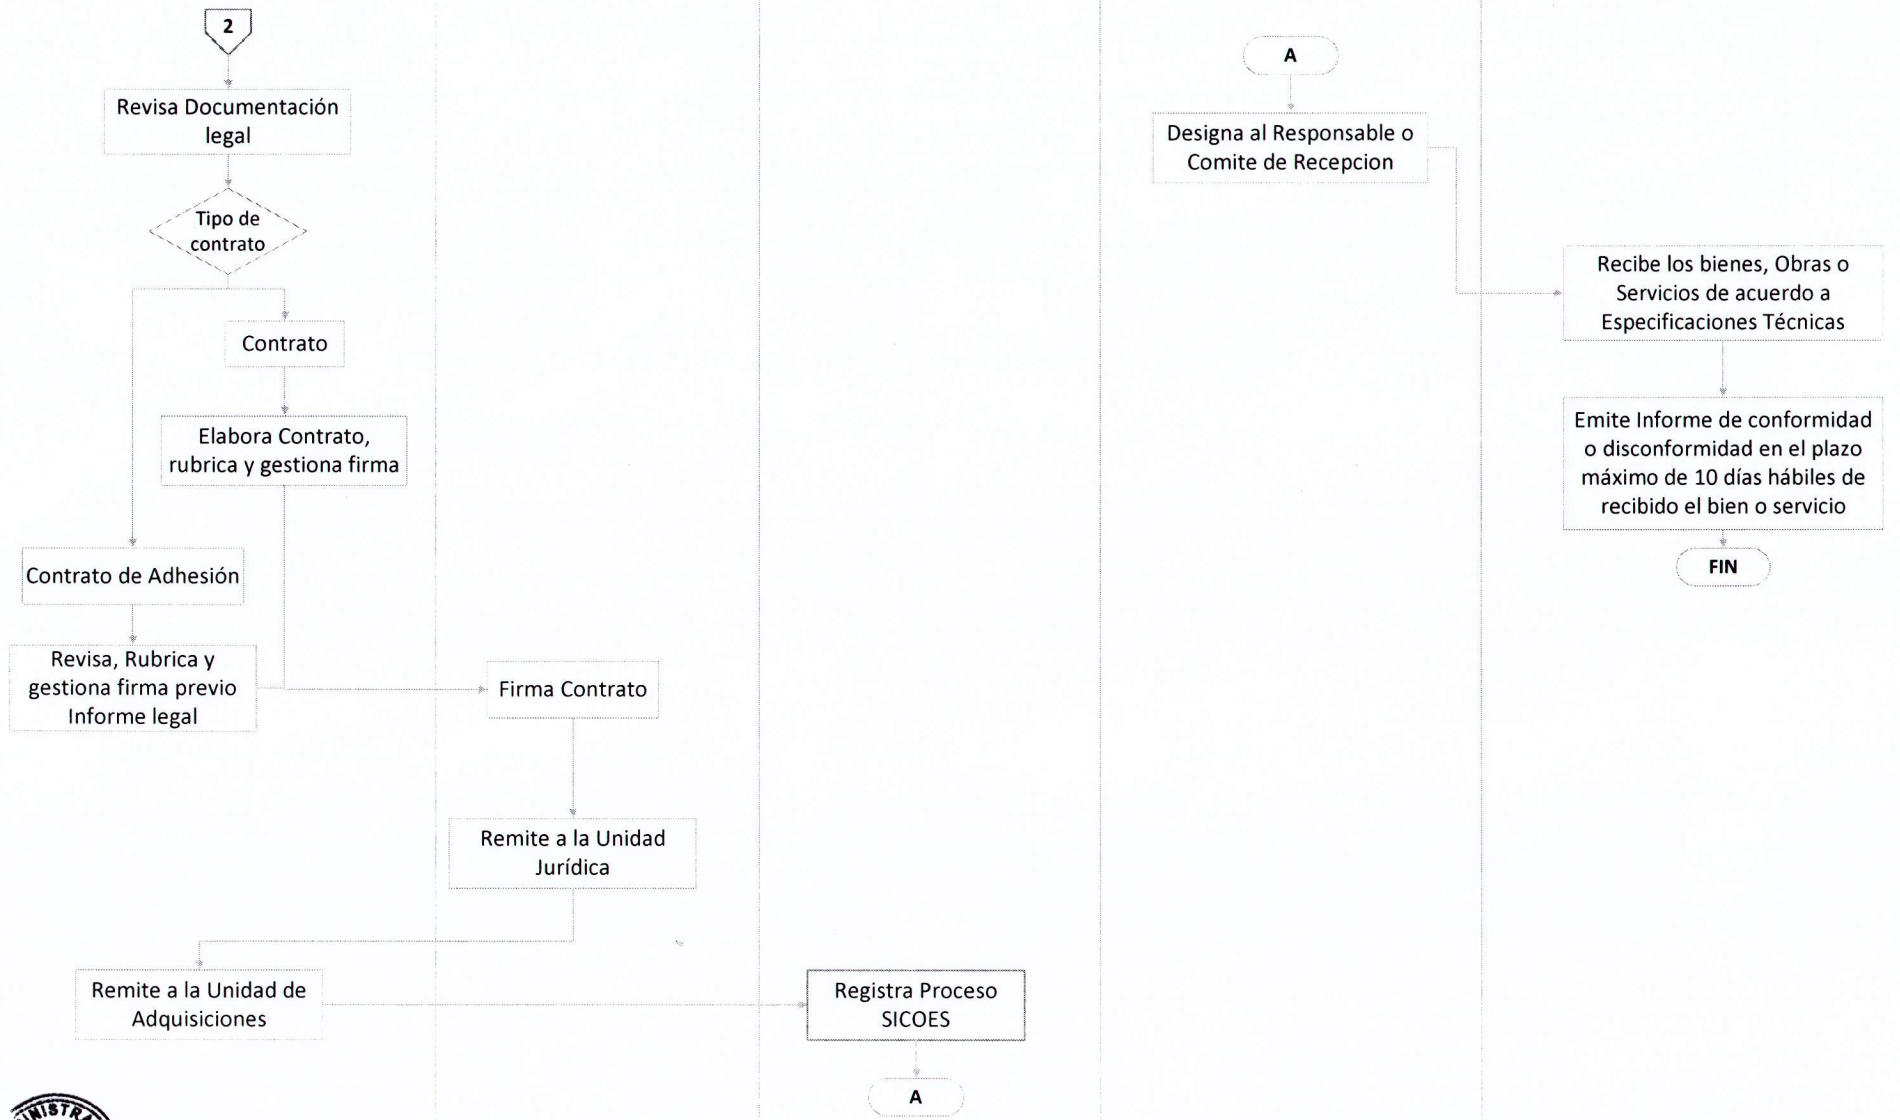 2
Revisa Documentación
legal
Tipo de
contrato
Contrato
Elabora Contrato,
rubrica y gestiona firma
Contrato de Adhesión
Revisa, Rubrica y
gestiona firma previo
Informe legal
Firma Contrato
Remite a la Unidad
Jurídica
Remite a la Unidad de
Adquisiciones
Registra Proceso
SICOES
A
A
Designa al Responsable o
Comite de Recepcion
Recibe los bienes, Obras o
Servicios de acuerdo a
Especificaciones Técnicas
Emite Informe de conformidad
o disconformidad en el plazo
máximo de 10 días hábiles de
recibido el bien o servicio
FIN